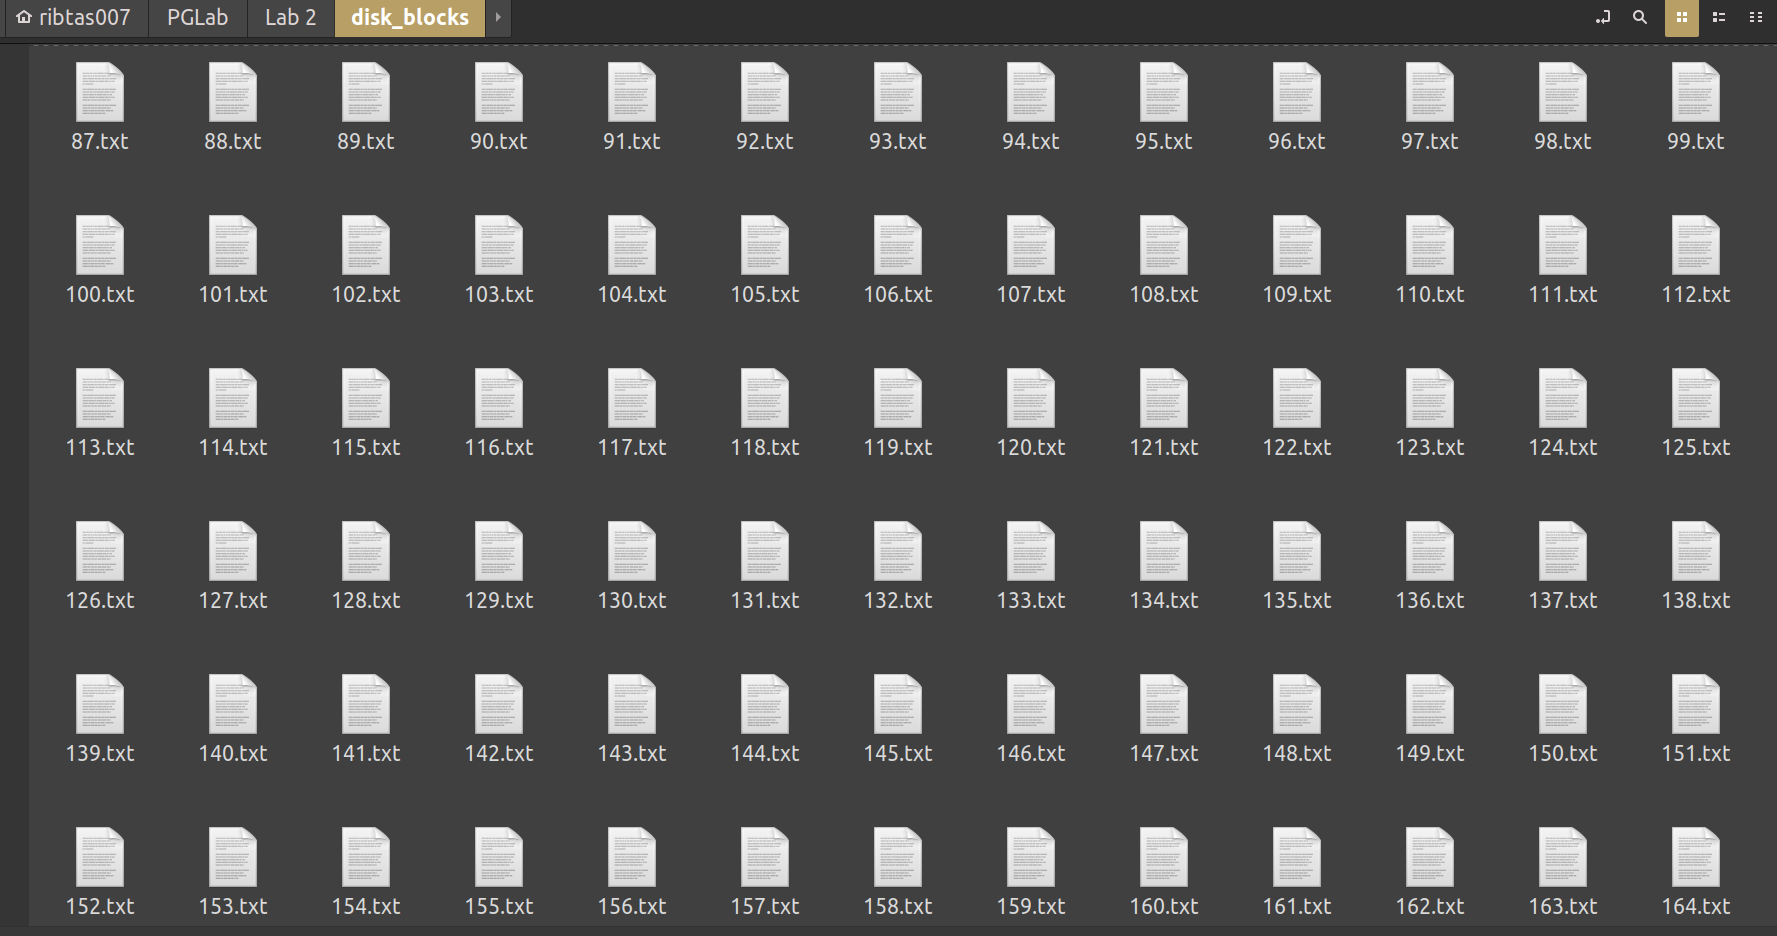 ribtas007 PGLab Lab 2 disk_blocks
87.txt 88.txt 89.txt 90.txt 91.txt 92.txt 93.txt 94.txt 95.txt 96.txt 97.txt 98.txt 99.txt
100.txt 101.txt 102.txt 103.txt 104.txt 105.txt 106.txt 107.txt 108.txt 109.txt 110.txt 111.txt 112.txt
113.txt 114.txt 115.txt 116.txt 117.txt 118.txt 119.txt 120.txt 121.txt 122.txt 123.txt 124.txt 125.txt
126.txt 127.txt 128.txt 129.txt 130.txt 131.txt 132.txt 133.txt 134.txt 135.txt 136.txt 137.txt 138.txt
139.txt 140.txt 141.txt 142.txt 143.txt 144.txt 145.txt 146.txt 147.txt 148.txt 149.txt 150.txt 151.txt
152.txt 153.txt 154.txt 155.txt 156.txt 157.txt 158.txt 159.txt 160.txt 161.txt 162.txt 163.txt 164.txt